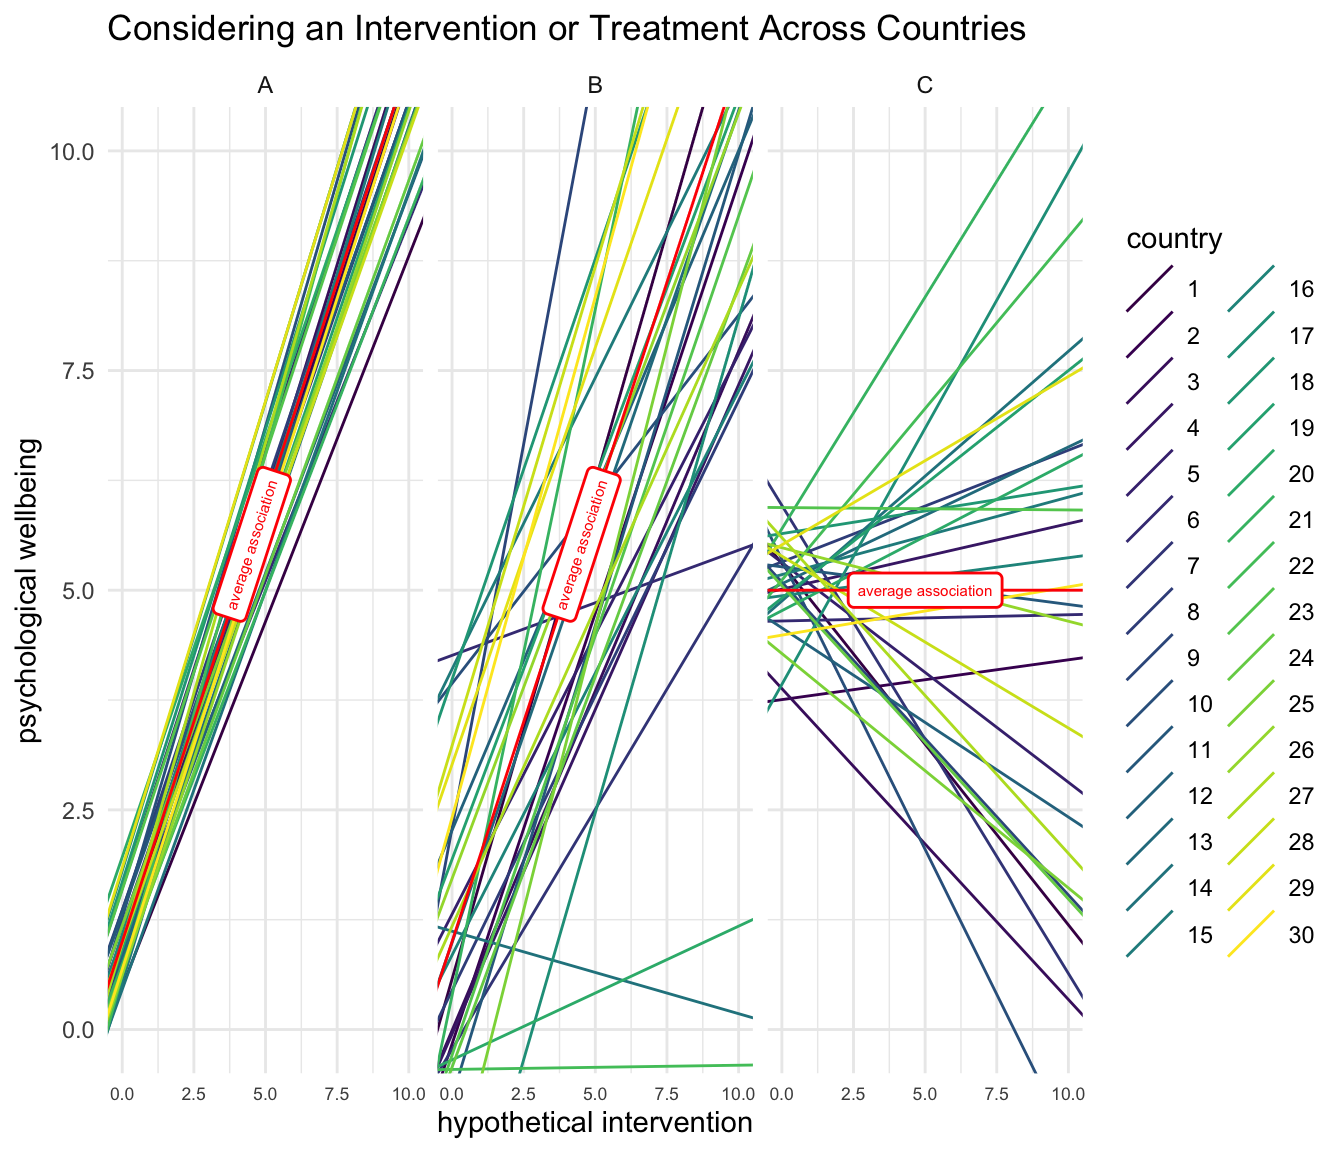 Considering an Intervention or Treatment Across Countries
A B C
10.0
7.5
5.0
2.5
0.0
psychological wellbeing
average association
average association
average association
0.0 2.5 5.0 7.5 10.0 0.0 2.5 5.0 7.5 10.0 0.0 2.5 5.0 7.5 10.0
hypothetical intervention
country
1 16
2 17
3 18
4 19
5 20
6 21
7 22
8 23
9 24
10 25
11 26
12 27
13 28
14 29
15 30